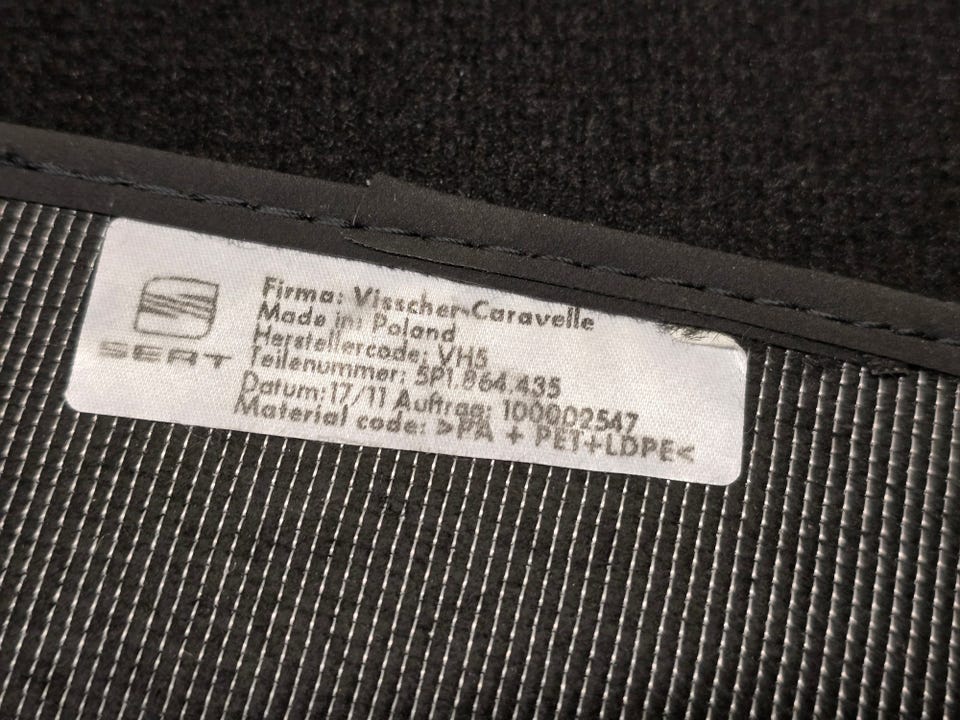 SEAT
Firma: Visscher-Caravelle
Made in: Poland
Herstellercode: VH5
Teilenummer: 5P1.864.435
Datum: 17/11 Auftrag: 100002547
Material code: >PA + PET+LDPE<